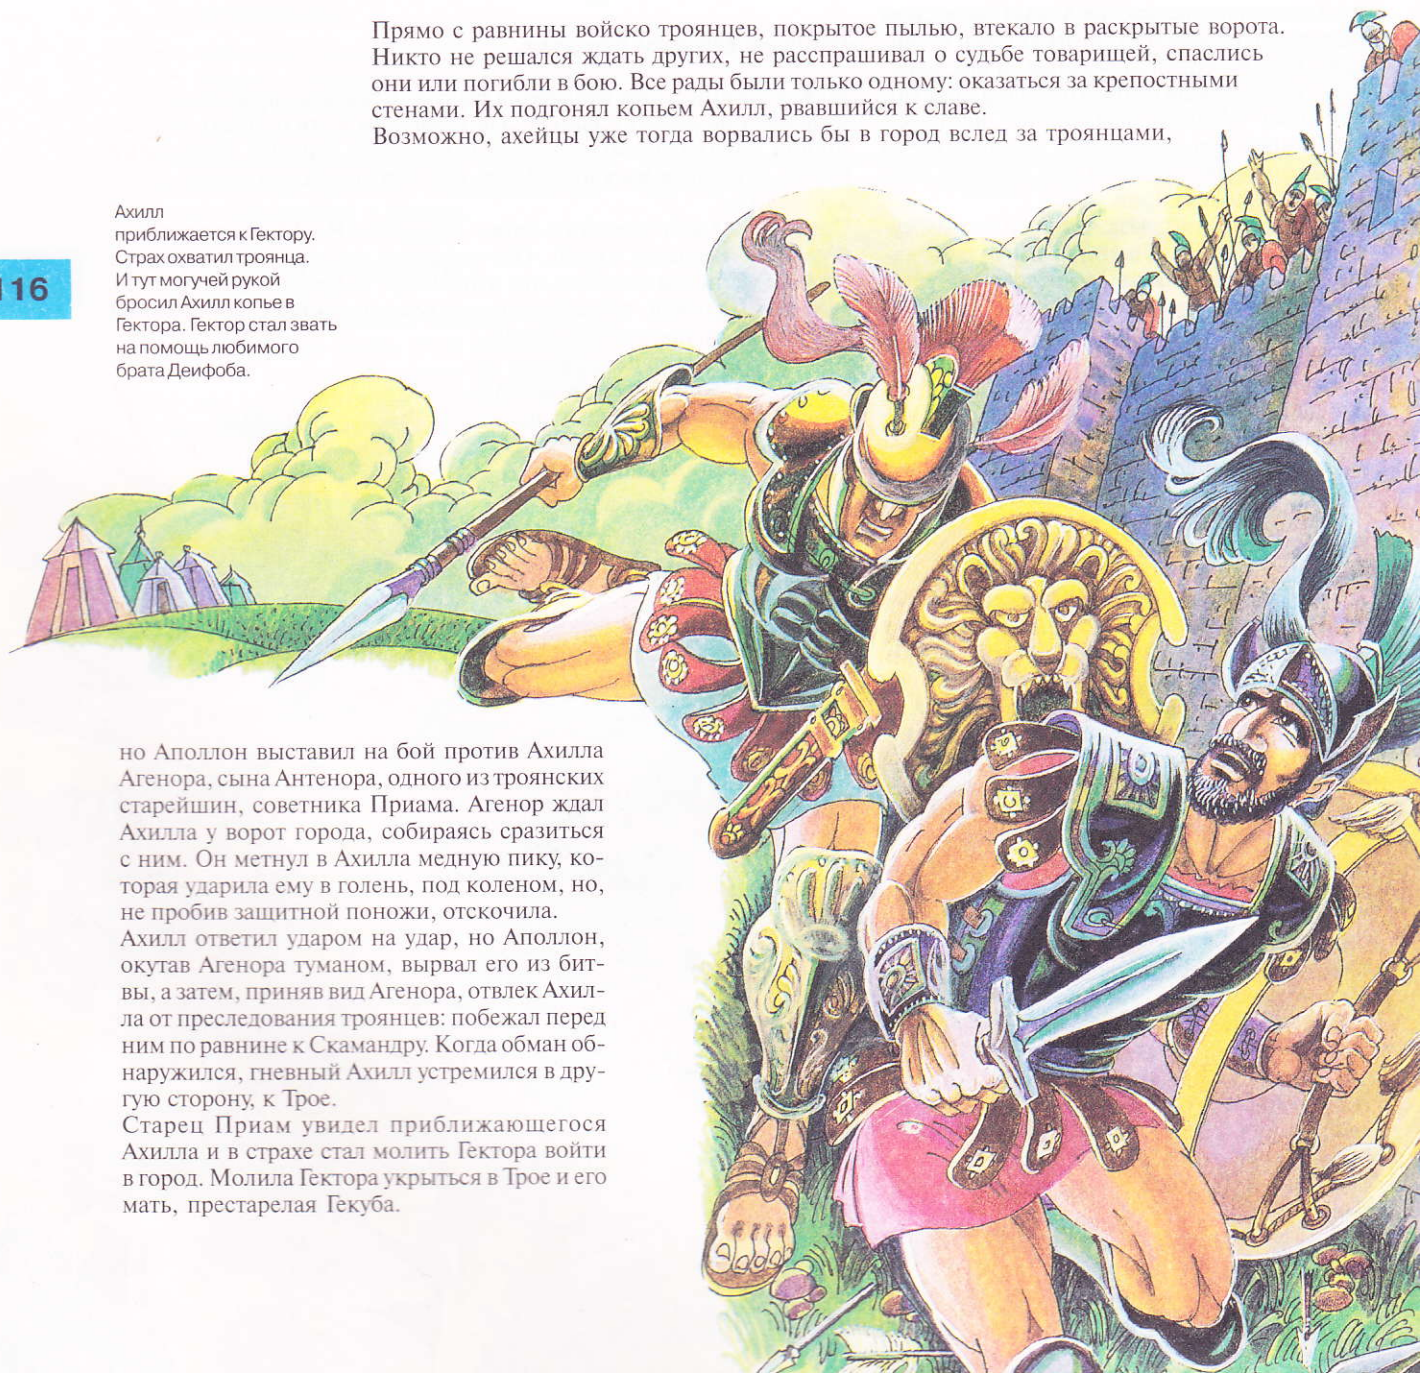 Прямо с равнины войско троянцев, покрытое пылью, втекало в раскрытые ворота.
Никто не решался ждать других, не расспрашивал о судьбе товарищей, спаслись
они или погибли в бою. Все рады были только одному: оказаться за крепостными
стенами. Их подгонял копьем Ахилл, рвавшийся к славе.
Возможно, ахейцы уже тогда ворвались бы в город вслед за троянцами,
Ахилл
приближается к Гектору.
Страх охватил троянца.
И тут могучей рукой
бросил Ахилл копье в
Гектора. Гектор стал звать
на помощь любимого
брата Деифоба.
116
но Аполлон выставил на бой против Ахилла
Агенора, сына Антенора, одного из троянских
старейшин, советника Приама. Агенор ждал
Ахилла у ворот города, собираясь сразиться
с ним. Он метнул в Ахилла медную пику, ко-
торая ударила ему в голень, под коленом, но,
не пробив защитной поножи, отскочила.
Ахилл ответил ударом на удар, но Аполлон,
окутав Агенора туманом, вырвал его из бит-
вы, а затем, приняв вид Агенора, отвлек Ахил-
ла от преследования троянцев: побежал перед
ним по равнине к Скамандру. Когда обман об-
наружился, гневный Ахилл устремился в дру-
гую сторону, к Трое.
Старец Приам увидел приближающегося
Ахилла и в страхе стал молить Гектора войти
в город. Молила Гектора укрыться в Трое и его
мать, престарелая Гекуба.